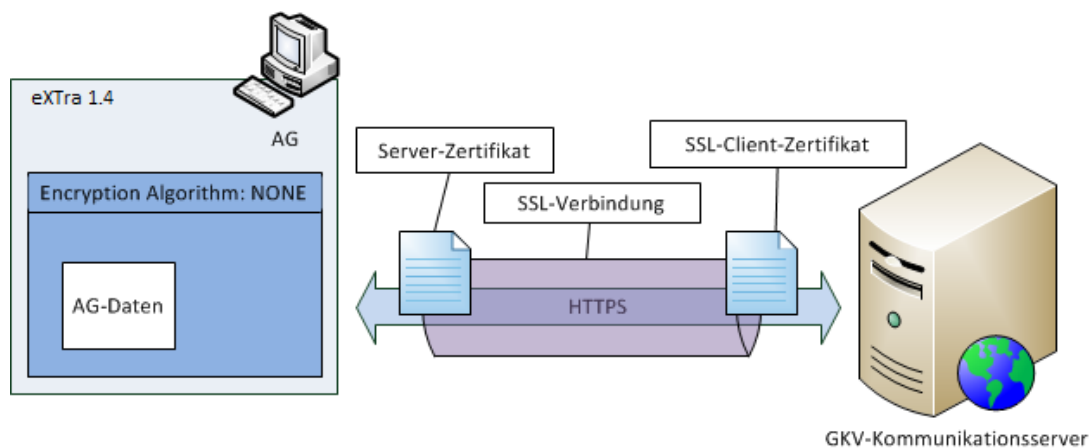 eXTra 1.4
AG
Encryption Algorithm: NONE
AG-Daten
Server-Zertifikat
SSL-Client-Zertifikat
SSL-Verbindung
HTTPS
GKV-Kommunikationsserver